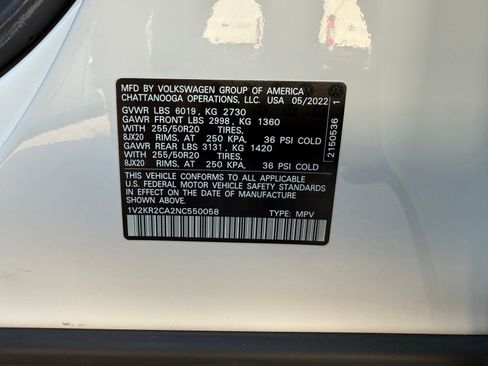 MFD BY VOLKSWAGEN GROUP OF AMERICA
CHATTANOOGA OPERATIONS, LLC. USA 05/2022
GVWR LBS 6019, KG 2730
GAWR FRONT LBS 2998, KG 1360
WITH 255/50R20 TIRES,
8JX20 RIMS, AT 250 KPA, 36 PSI COLD
GAWR REAR LBS 3131, KG 1420
WITH 255/50R20 TIRES,
8JX20 RIMS, AT 250 KPA, 36 PSI COLD
THIS VEHICLE CONFORMS TO ALL APPLICABLE
U.S. FEDERAL MOTOR VEHICLE SAFETY STANDARDS
IN EFFECT ON THE DATE OF MANUFACTURE
SHOWN ABOVE.
1V2KR2CA2NC550058 TYPE: MPV
2150536 1